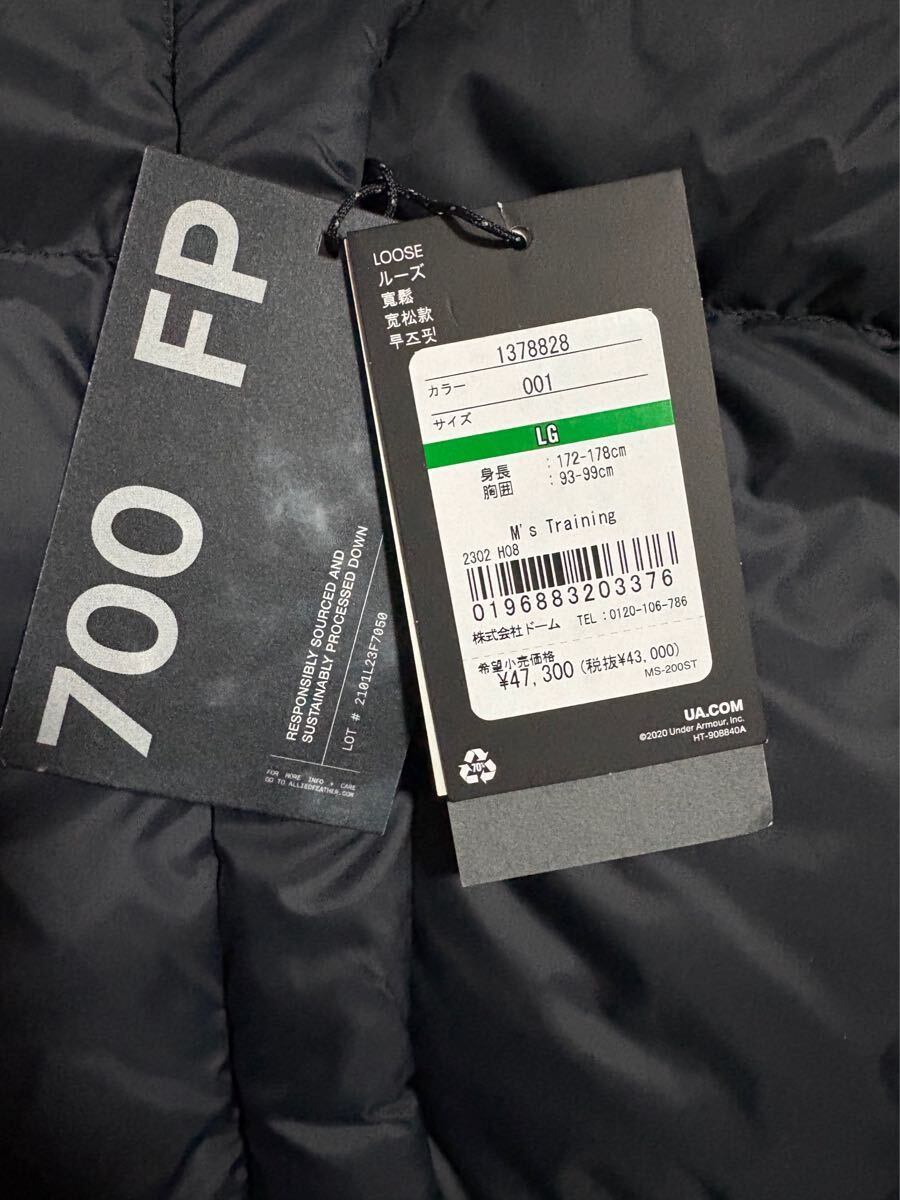 700 FP
RESPONSIBLY SOURCED AND
SUSTAINABLY PROCESSED DOWN
LOT # 2101L23F7050
FOR MORE INFO + CARE
GO TO ALLIEDFEATHER.COM
LOOSE
ルーズ
寬鬆
宽松款
루즈핏
1378828
カラー 001
サイズ
LG
身長 : 172-178cm
胸囲 : 93-99cm
M's Training
2302 H08
0196883203376
株式会社ドーム TEL : 0120-106-786
希望小売価格
¥47,300 (税抜¥43,000)
MS-200ST
UA.COM
©2020 Under Armour, Inc.
HT-908840A
70%